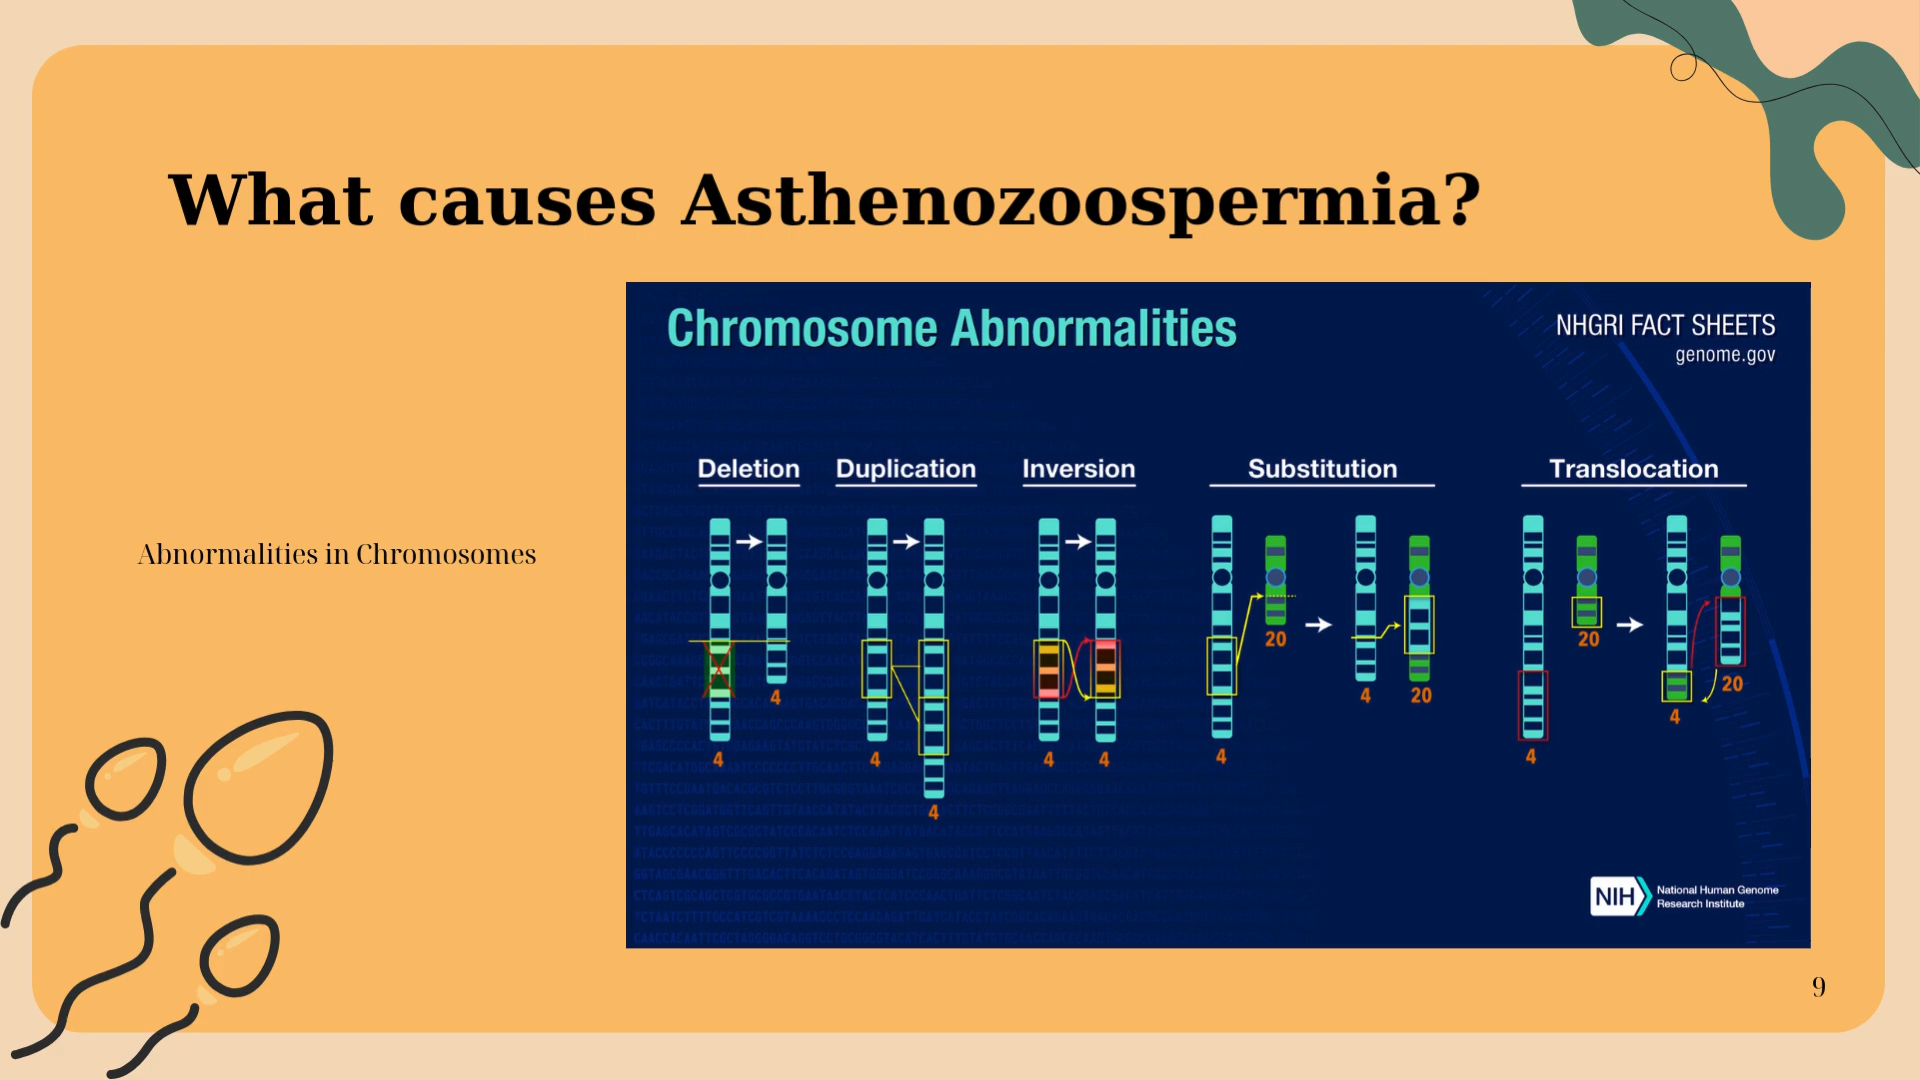 What causes Asthenozoospermia?
Abnormalities in Chromosomes
Chromosome Abnormalities
NHGRI FACT SHEETS
genome.gov
Deletion
Duplication
Inversion
Substitution
Translocation
4
4
4
4
4
4
4
20
4
20
4
20
4
20
NIH
National Human Genome
Research Institute
9